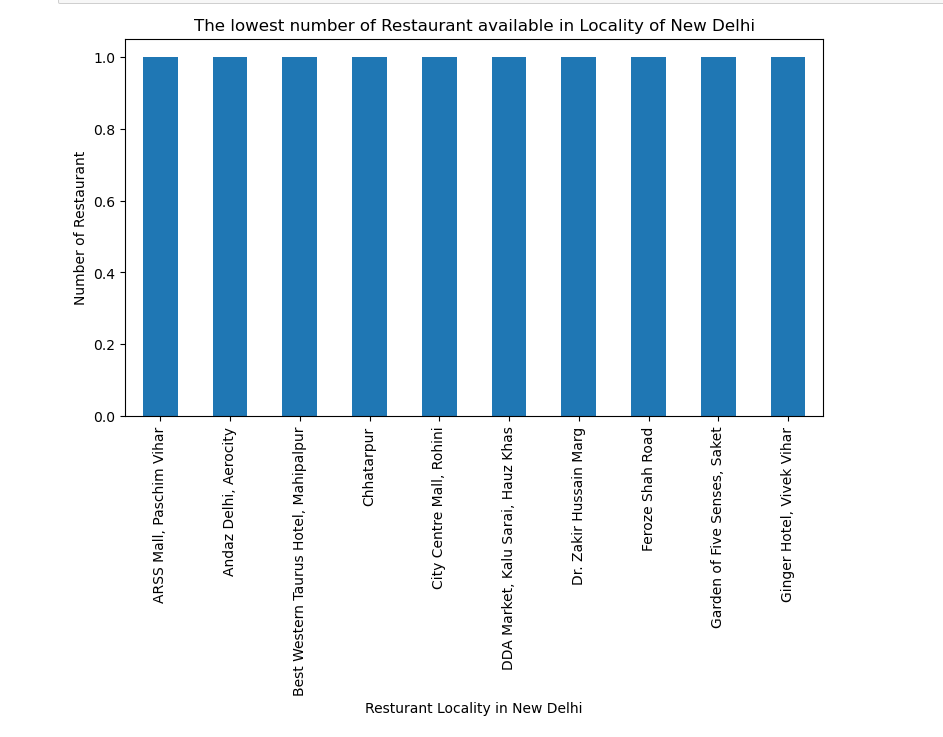 The lowest number of Restaurant available in Locality of New Delhi
1.0
0.8
0.6
0.4
0.2
0.0
Number of Restaurant
ARSS Mall, Paschim Vihar
Andaz Delhi, Aerocity
Best Western Taurus Hotel, Mahipalpur
Chhatarpur
City Centre Mall, Rohini
DDA Market, Kalu Sarai, Hauz Khas
Dr. Zakir Hussain Marg
Feroze Shah Road
Garden of Five Senses, Saket
Ginger Hotel, Vivek Vihar
Resturant Locality in New Delhi